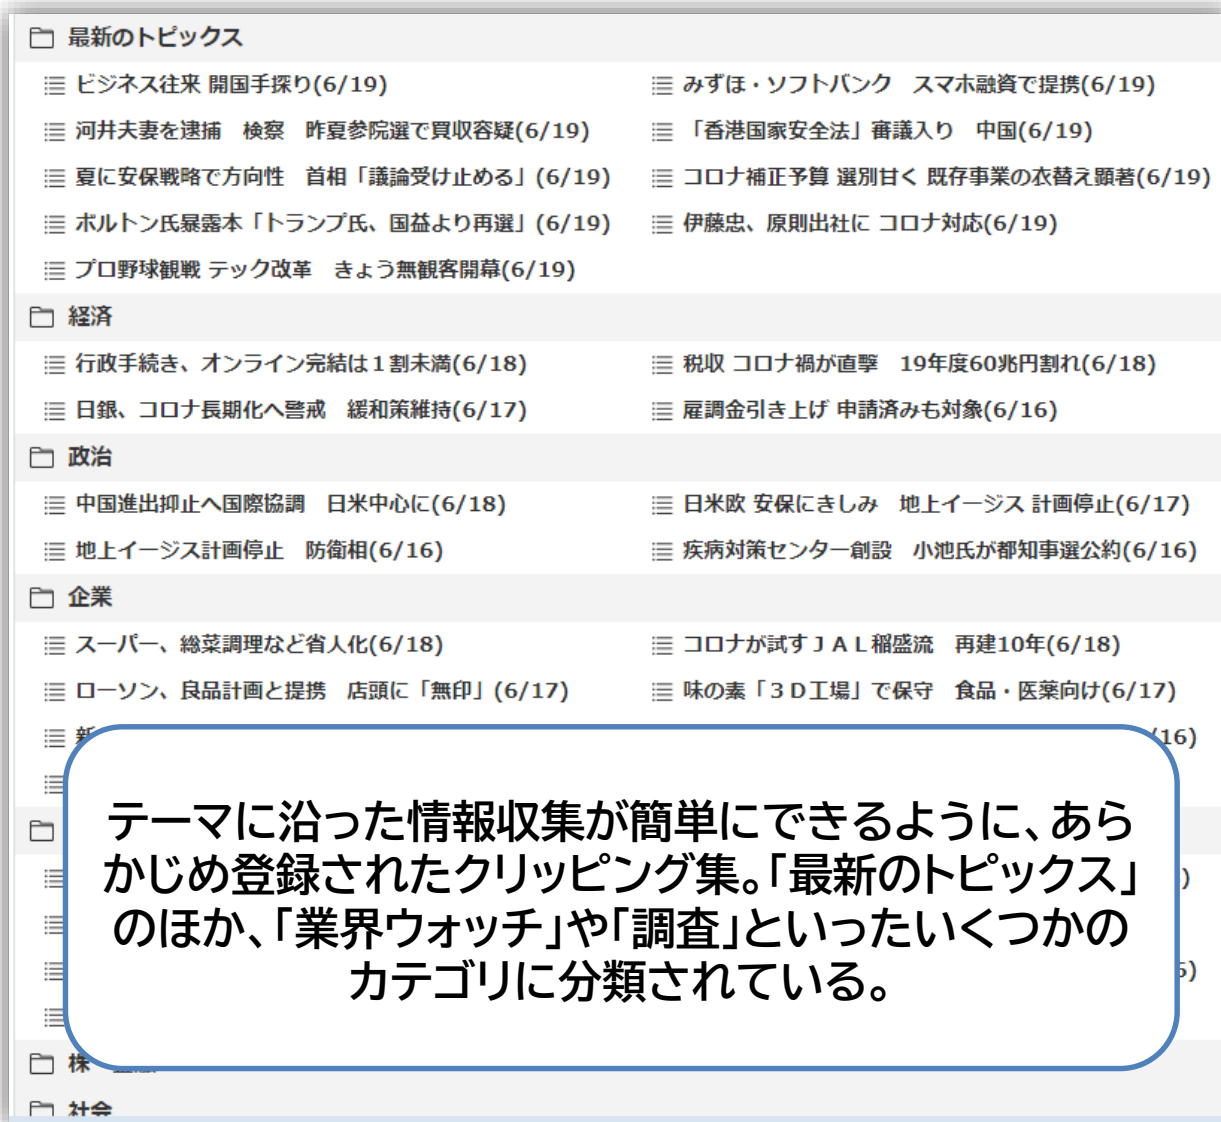 最新のトピックス
ビジネス往来 開国手探り(6/19)
みずほ・ソフトバンク　スマホ融資で提携(6/19)
河井夫妻を逮捕　検察　昨夏参院選で買収容疑(6/19)
「香港国家安全法」審議入り　中国(6/19)
夏に安保戦略で方向性　首相「議論受け止める」(6/19)
コロナ補正予算 選別甘く 既存事業の衣替え顕著(6/19)
ボルトン氏暴露本「トランプ氏、国益より再選」(6/19)
伊藤忠、原則出社に コロナ対応(6/19)
プロ野球観戦 テック改革　きょう無観客開幕(6/19)
経済
行政手続き、オンライン完結は１割未満(6/18)
税収 コロナ禍が直撃　19年度60兆円割れ(6/18)
日銀、コロナ長期化へ警戒　緩和策維持(6/17)
雇調金引き上げ 申請済みも対象(6/16)
政治
中国進出抑止へ国際協調　日米中心に(6/18)
日米欧 安保にきしみ　地上イージス 計画停止(6/17)
地上イージス計画停止　防衛相(6/16)
疾病対策センター創設　小池氏が都知事選公約(6/16)
企業
スーパー、総菜調理など省人化(6/18)
コロナが試すＪＡＬ稲盛流　再建10年(6/18)
ローソン、良品計画と提携　店頭に「無印」(6/17)
味の素「３Ｄ工場」で保守　食品・医薬向け(6/17)
/16)
テーマに沿った情報収集が簡単にできるように、あら
かじめ登録されたクリッピング集。「最新のトピックス」
のほか、「業界ウォッチ」や「調査」といったいくつかの
カテゴリに分類されている。
株
社会